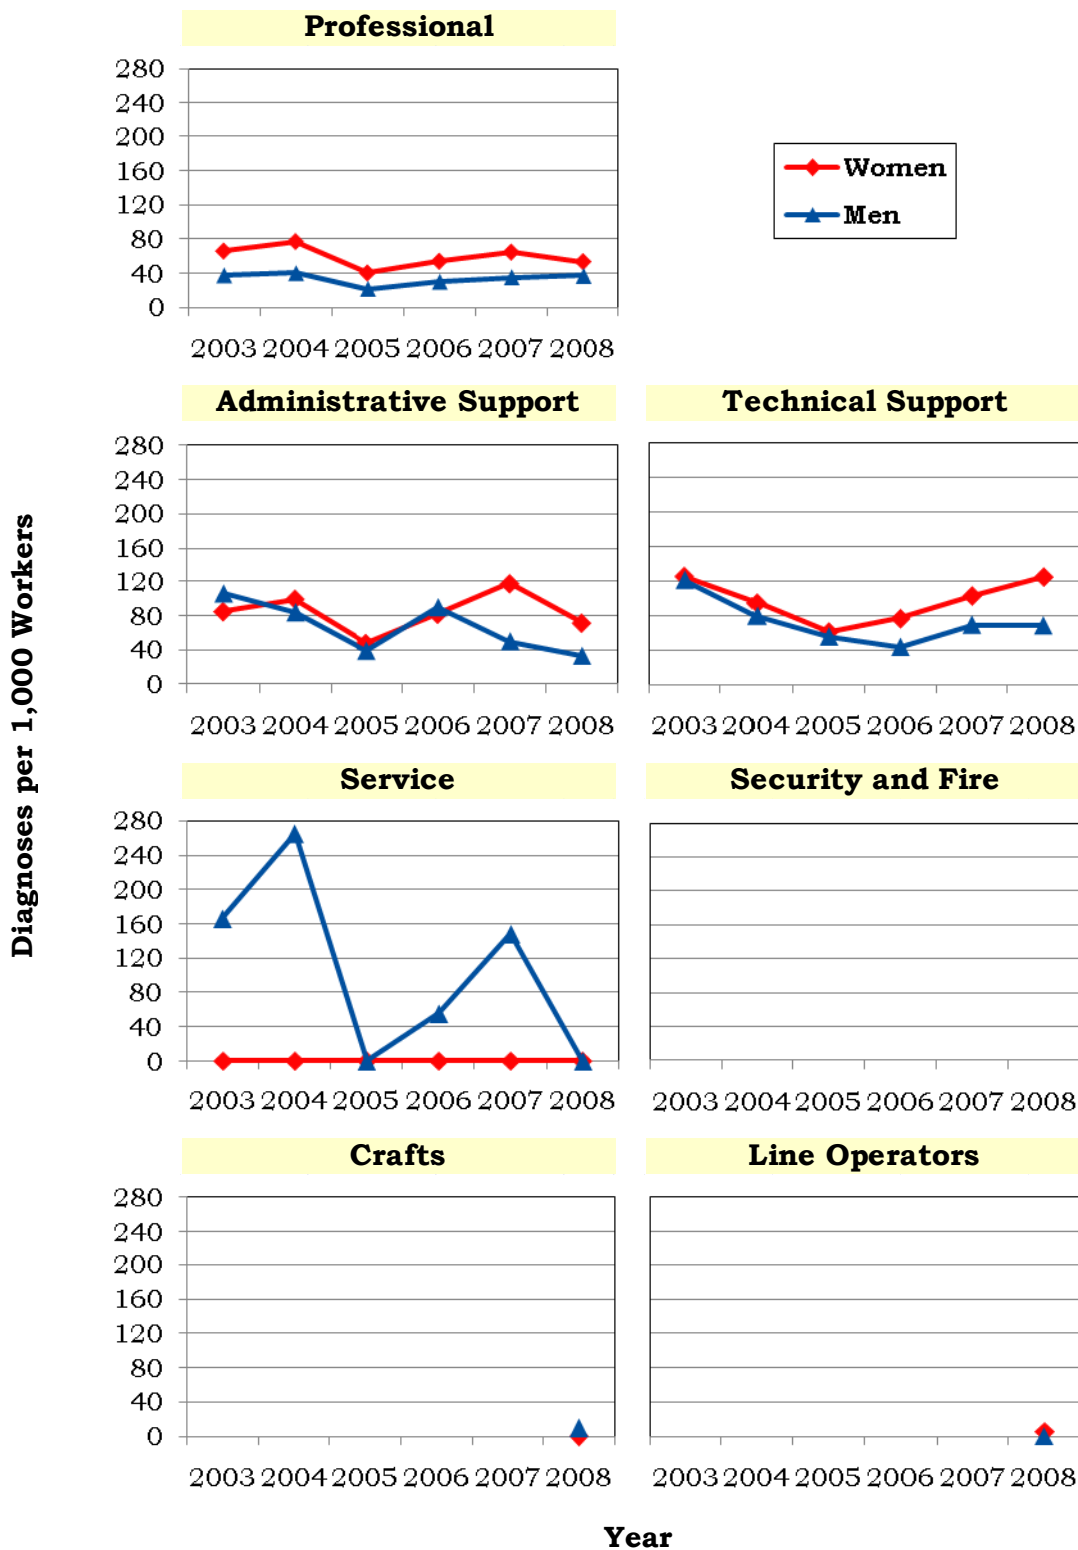 Professional
280
240
200
160
120
80
40
0
2003 2004 2005 2006 2007 2008
Women
Men
Administrative Support
280
240
200
160
120
80
40
0
2003 2004 2005 2006 2007 2008
Technical Support
2003 2004 2005 2006 2007 2008
Diagnoses per 1,000 Workers
Service
280
240
200
160
120
80
40
0
2003 2004 2005 2006 2007 2008
Security and Fire
2003 2004 2005 2006 2007 2008
Crafts
280
240
200
160
120
80
40
0
2003 2004 2005 2006 2007 2008
Line Operators
2003 2004 2005 2006 2007 2008
Year